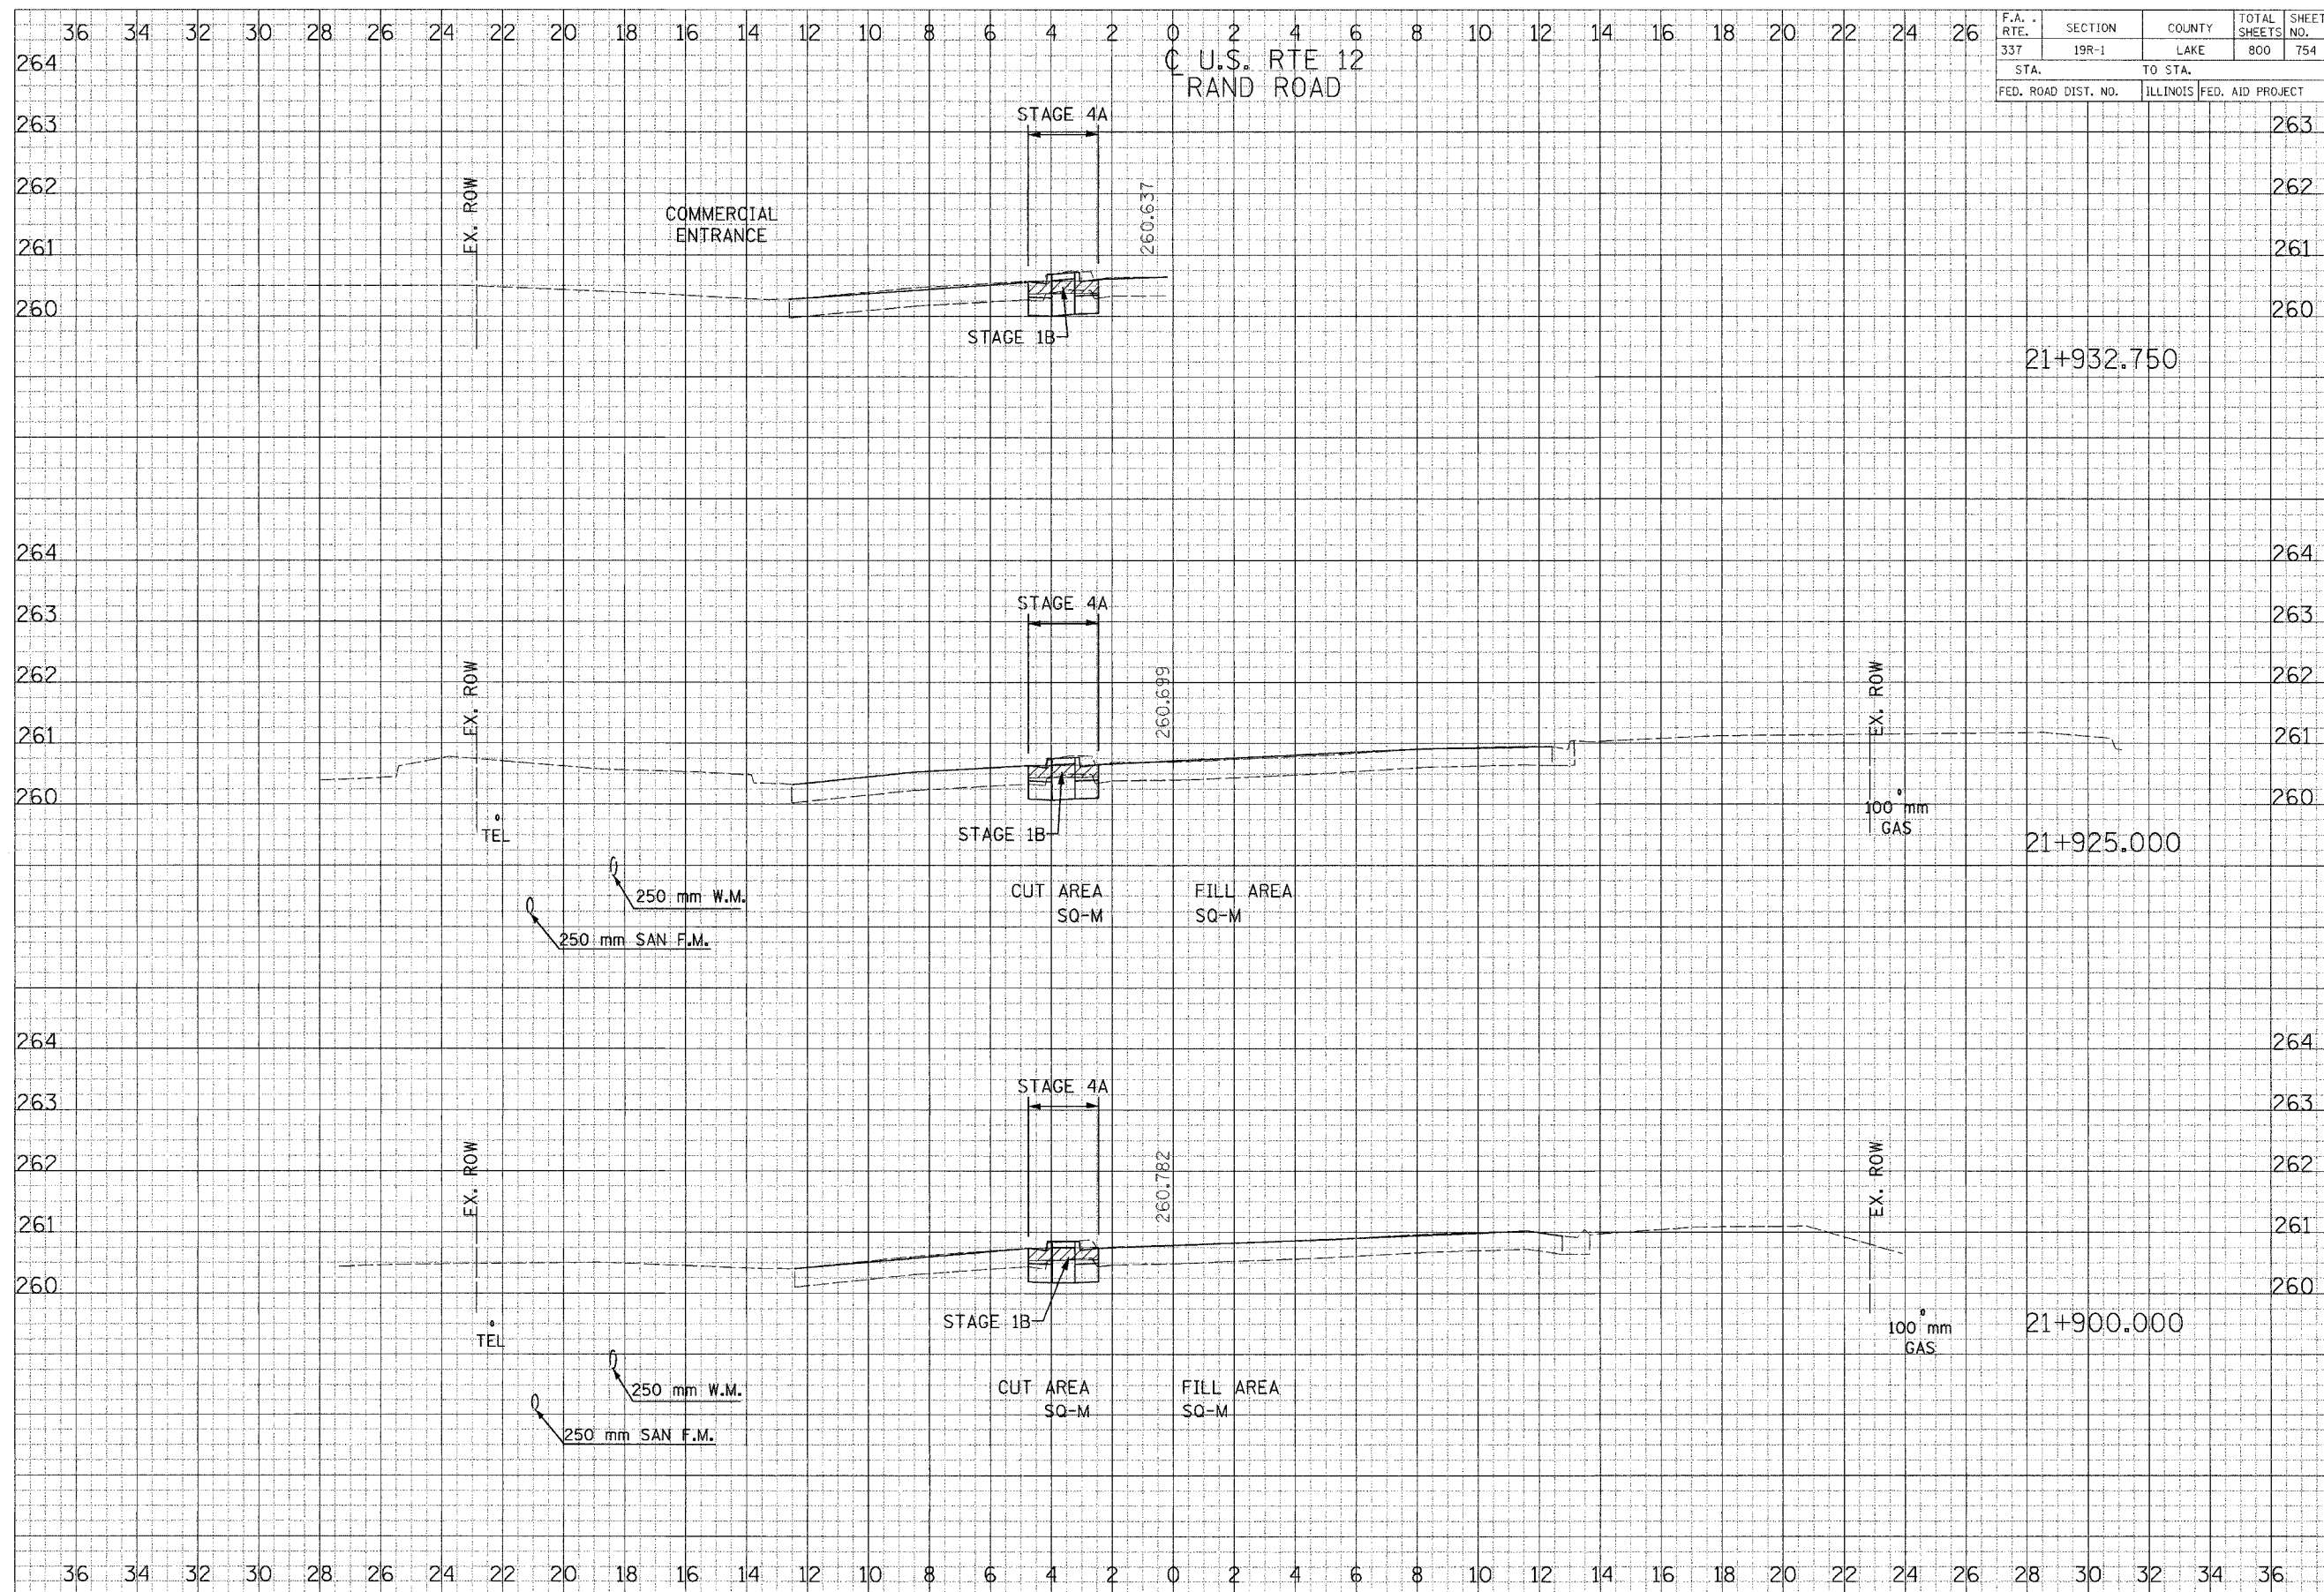 36 34 32 30 28 26 24 22 20 18 16 14 12 10 8 6 4 2 0 2 4 6 8 10 12 14 16 18 20 22 24 26
F.A. RTE. SECTION COUNTY TOTAL SHEETS SHEET NO.
337 19R-1 LAKE 800 754
STA. TO STA.
FED. ROAD DIST. NO. ILLINOIS FED. AID PROJECT
℄ U.S. RTE 12
RAND ROAD
264
STAGE 4A
263 263
262 262
EX. ROW
COMMERCIAL
ENTRANCE
260.637
261 261
260 260
STAGE 1B
21+932.750
264 264
STAGE 4A
263 263
262 262
EX. ROW
260.699
EX. ROW
261 261
260 260
TEL
STAGE 1B
100 mm
GAS
21+925.000
250 mm W.M.
250 mm SAN F.M.
CUT AREA
SQ-M
FILL AREA
SQ-M
264 264
STAGE 4A
263 263
262 262
EX. ROW
260.782
EX. ROW
261 261
260 260
TEL
STAGE 1B
100 mm
GAS
21+900.000
250 mm W.M.
250 mm SAN F.M.
CUT AREA
SQ-M
FILL AREA
SQ-M
36 34 32 30 28 26 24 22 20 18 16 14 12 10 8 6 4 2 0 2 4 6 8 10 12 14 16 18 20 22 24 26 28 30 32 34 36